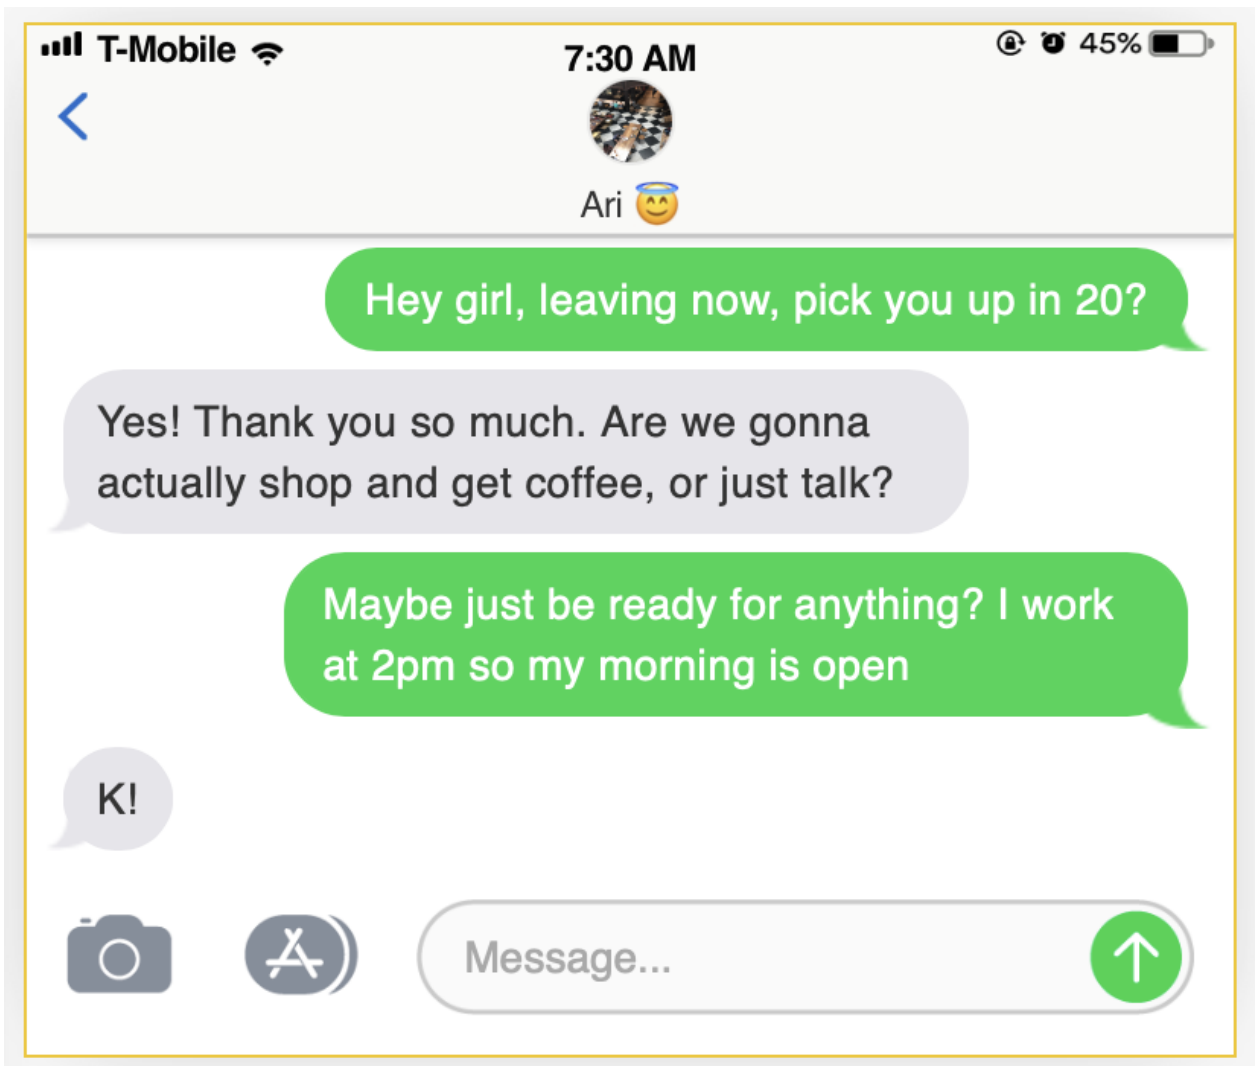 T-Mobile
7:30 AM
45%
Ari 😇
Hey girl, leaving now, pick you up in 20?
Yes! Thank you so much. Are we gonna
actually shop and get coffee, or just talk?
Maybe just be ready for anything? I work
at 2pm so my morning is open
K!
Message...